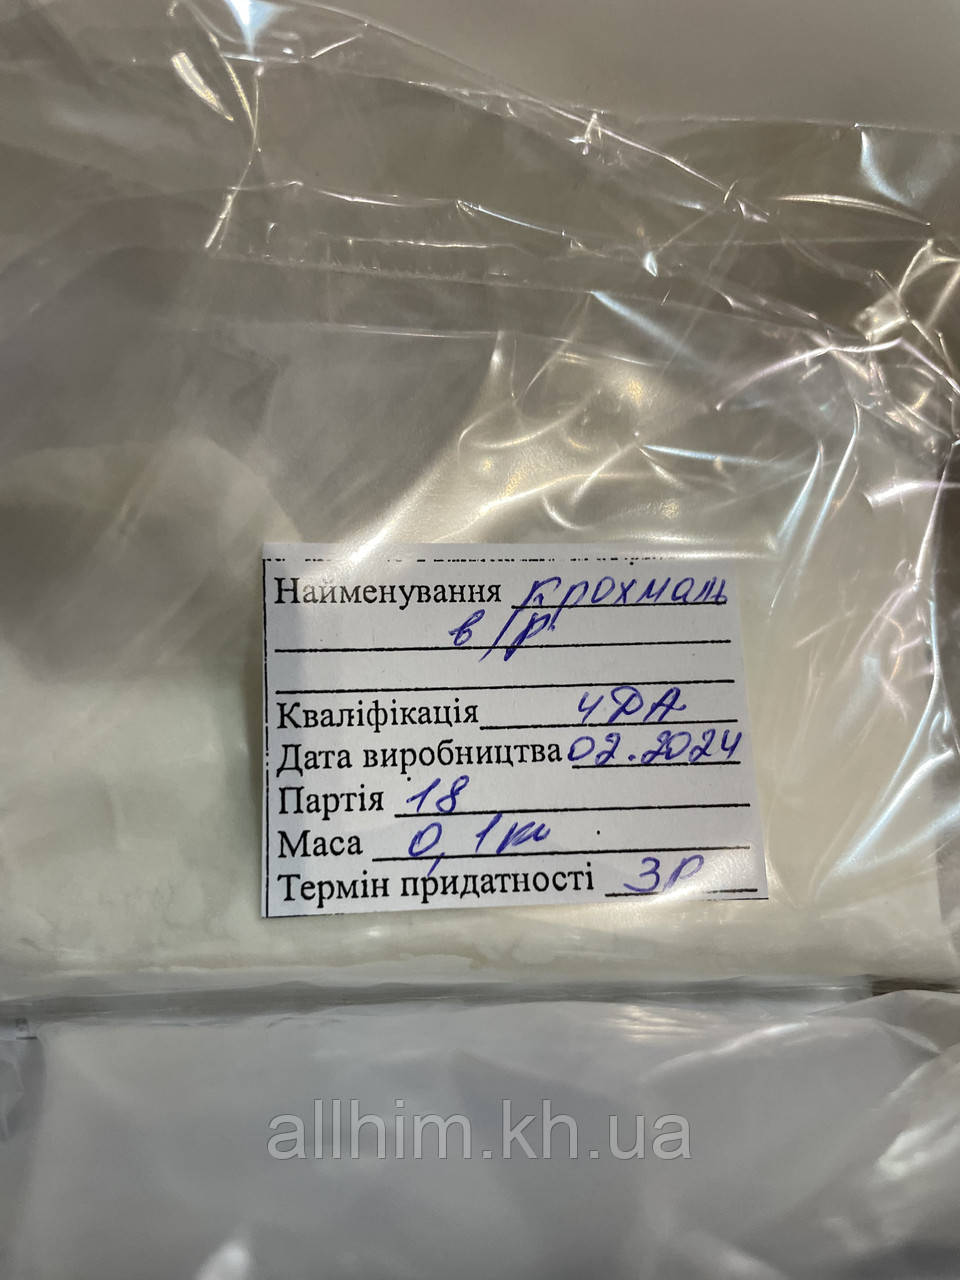 Найменування крохмаль
в/р
Кваліфікація ЧДА
Дата виробництва 02.2024
Партія 18
Маса 0,1кг
Термін придатності 3р
allhim.kh.ua